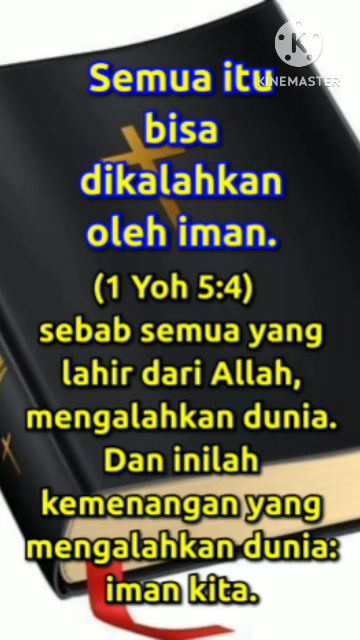 K
KINEMASTER
Semua itu
bisa
dikalahkan
oleh iman.
(1 Yoh 5:4)
sebab semua yang
lahir dari Allah,
mengalahkan dunia.
Dan inilah
kemenangan yang
mengalahkan dunia:
iman kita.